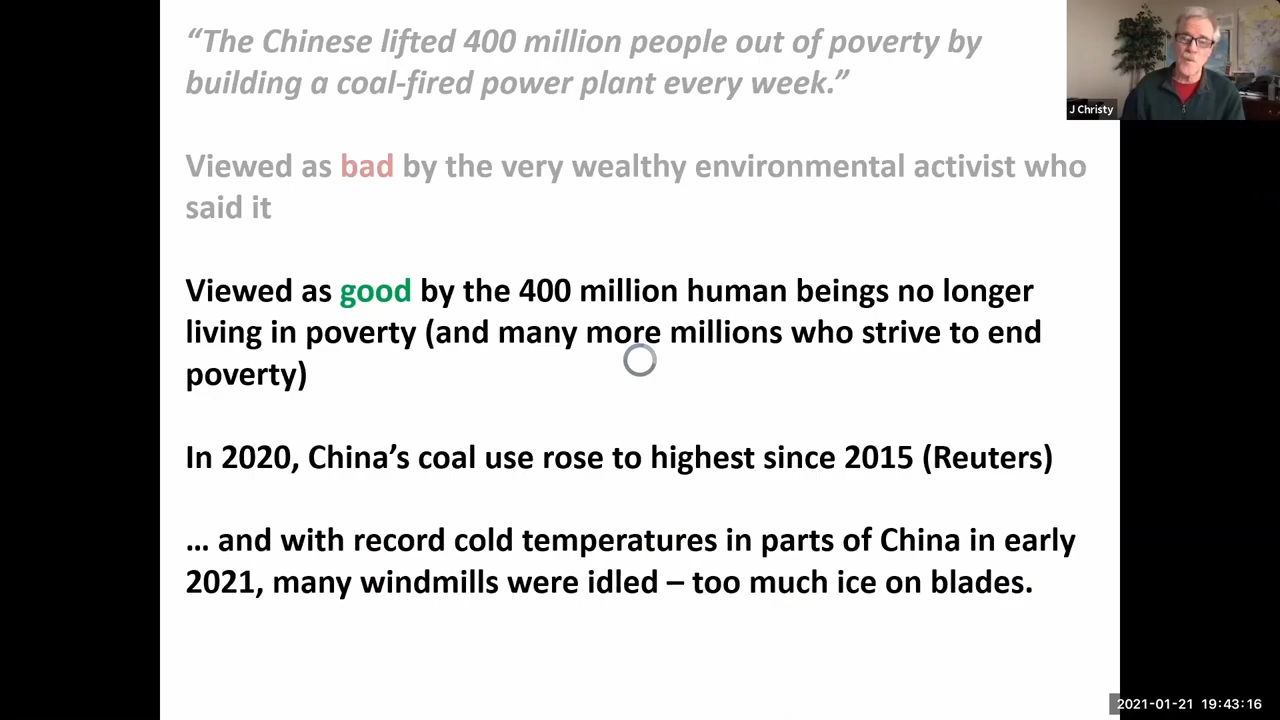 “The Chinese lifted 400 million people out of poverty by
building a coal-fired power plant every week.”
J Christy
Viewed as bad by the very wealthy environmental activist who
said it
Viewed as good by the 400 million human beings no longer
living in poverty (and many more millions who strive to end
poverty)
In 2020, China’s coal use rose to highest since 2015 (Reuters)
... and with record cold temperatures in parts of China in early
2021, many windmills were idled – too much ice on blades.
2021-01-21 19:43:16